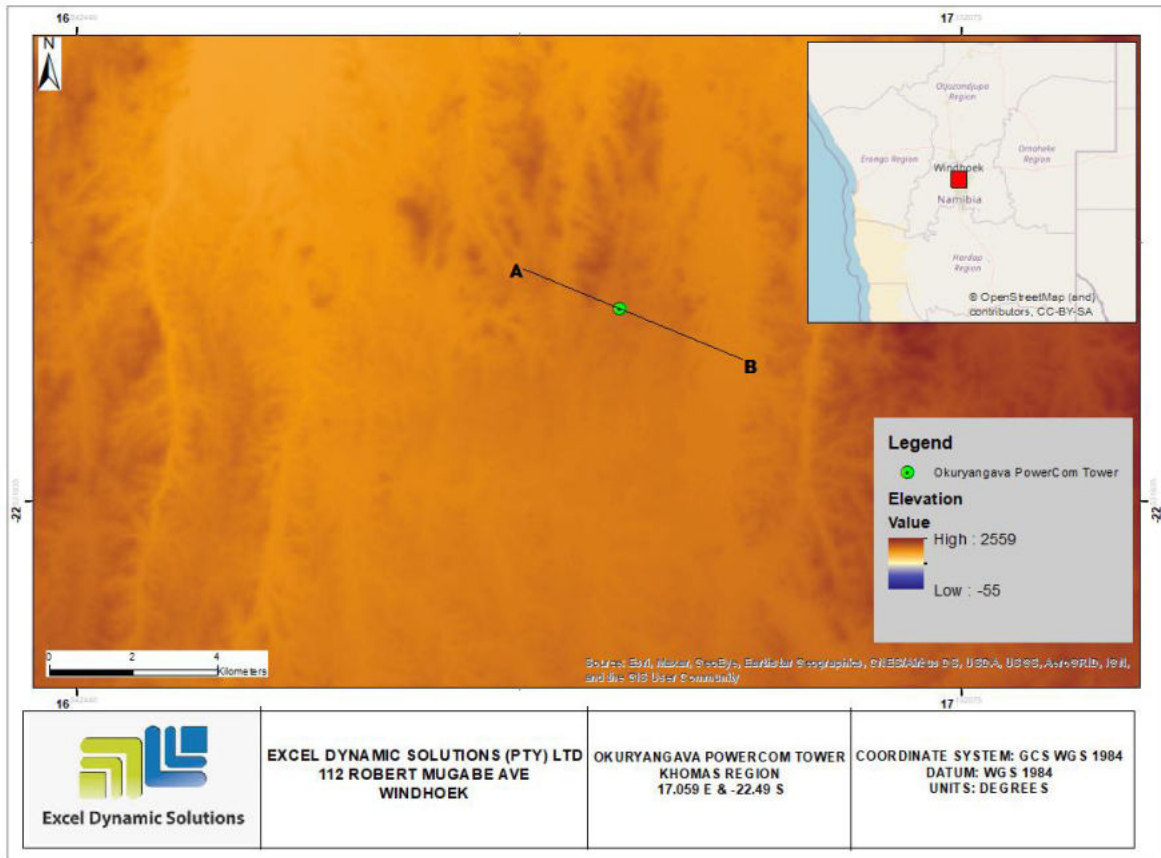 16
17
N
Otjozondjupa
Region
Erongo Region
Omaheke
Region
Windhoek
Namibia
Hardap
Region
© OpenStreetMap (and)
contributors, CC-BY-SA
A
B
-22
-22
Legend
Okuryangava PowerCom Tower
Elevation
Value
High : 2559
Low : -55
0 2 4
Kilometers
Source: Esri, Maxar, GeoEye, Earthstar Geographics, CNES/Airbus DS, USDA, USGS, AeroGRID, IGN,
and the GIS User Community
16
17
Excel Dynamic Solutions
EXCEL DYNAMIC SOLUTIONS (PTY) LTD
112 ROBERT MUGABE AVE
WINDHOEK
OKURYANGAVA POWERCOM TOWER
KHOMAS REGION
17.059 E & -22.49 S
COORDINATE SYSTEM: GCS WGS 1984
DATUM: WGS 1984
UNITS: DEGREES